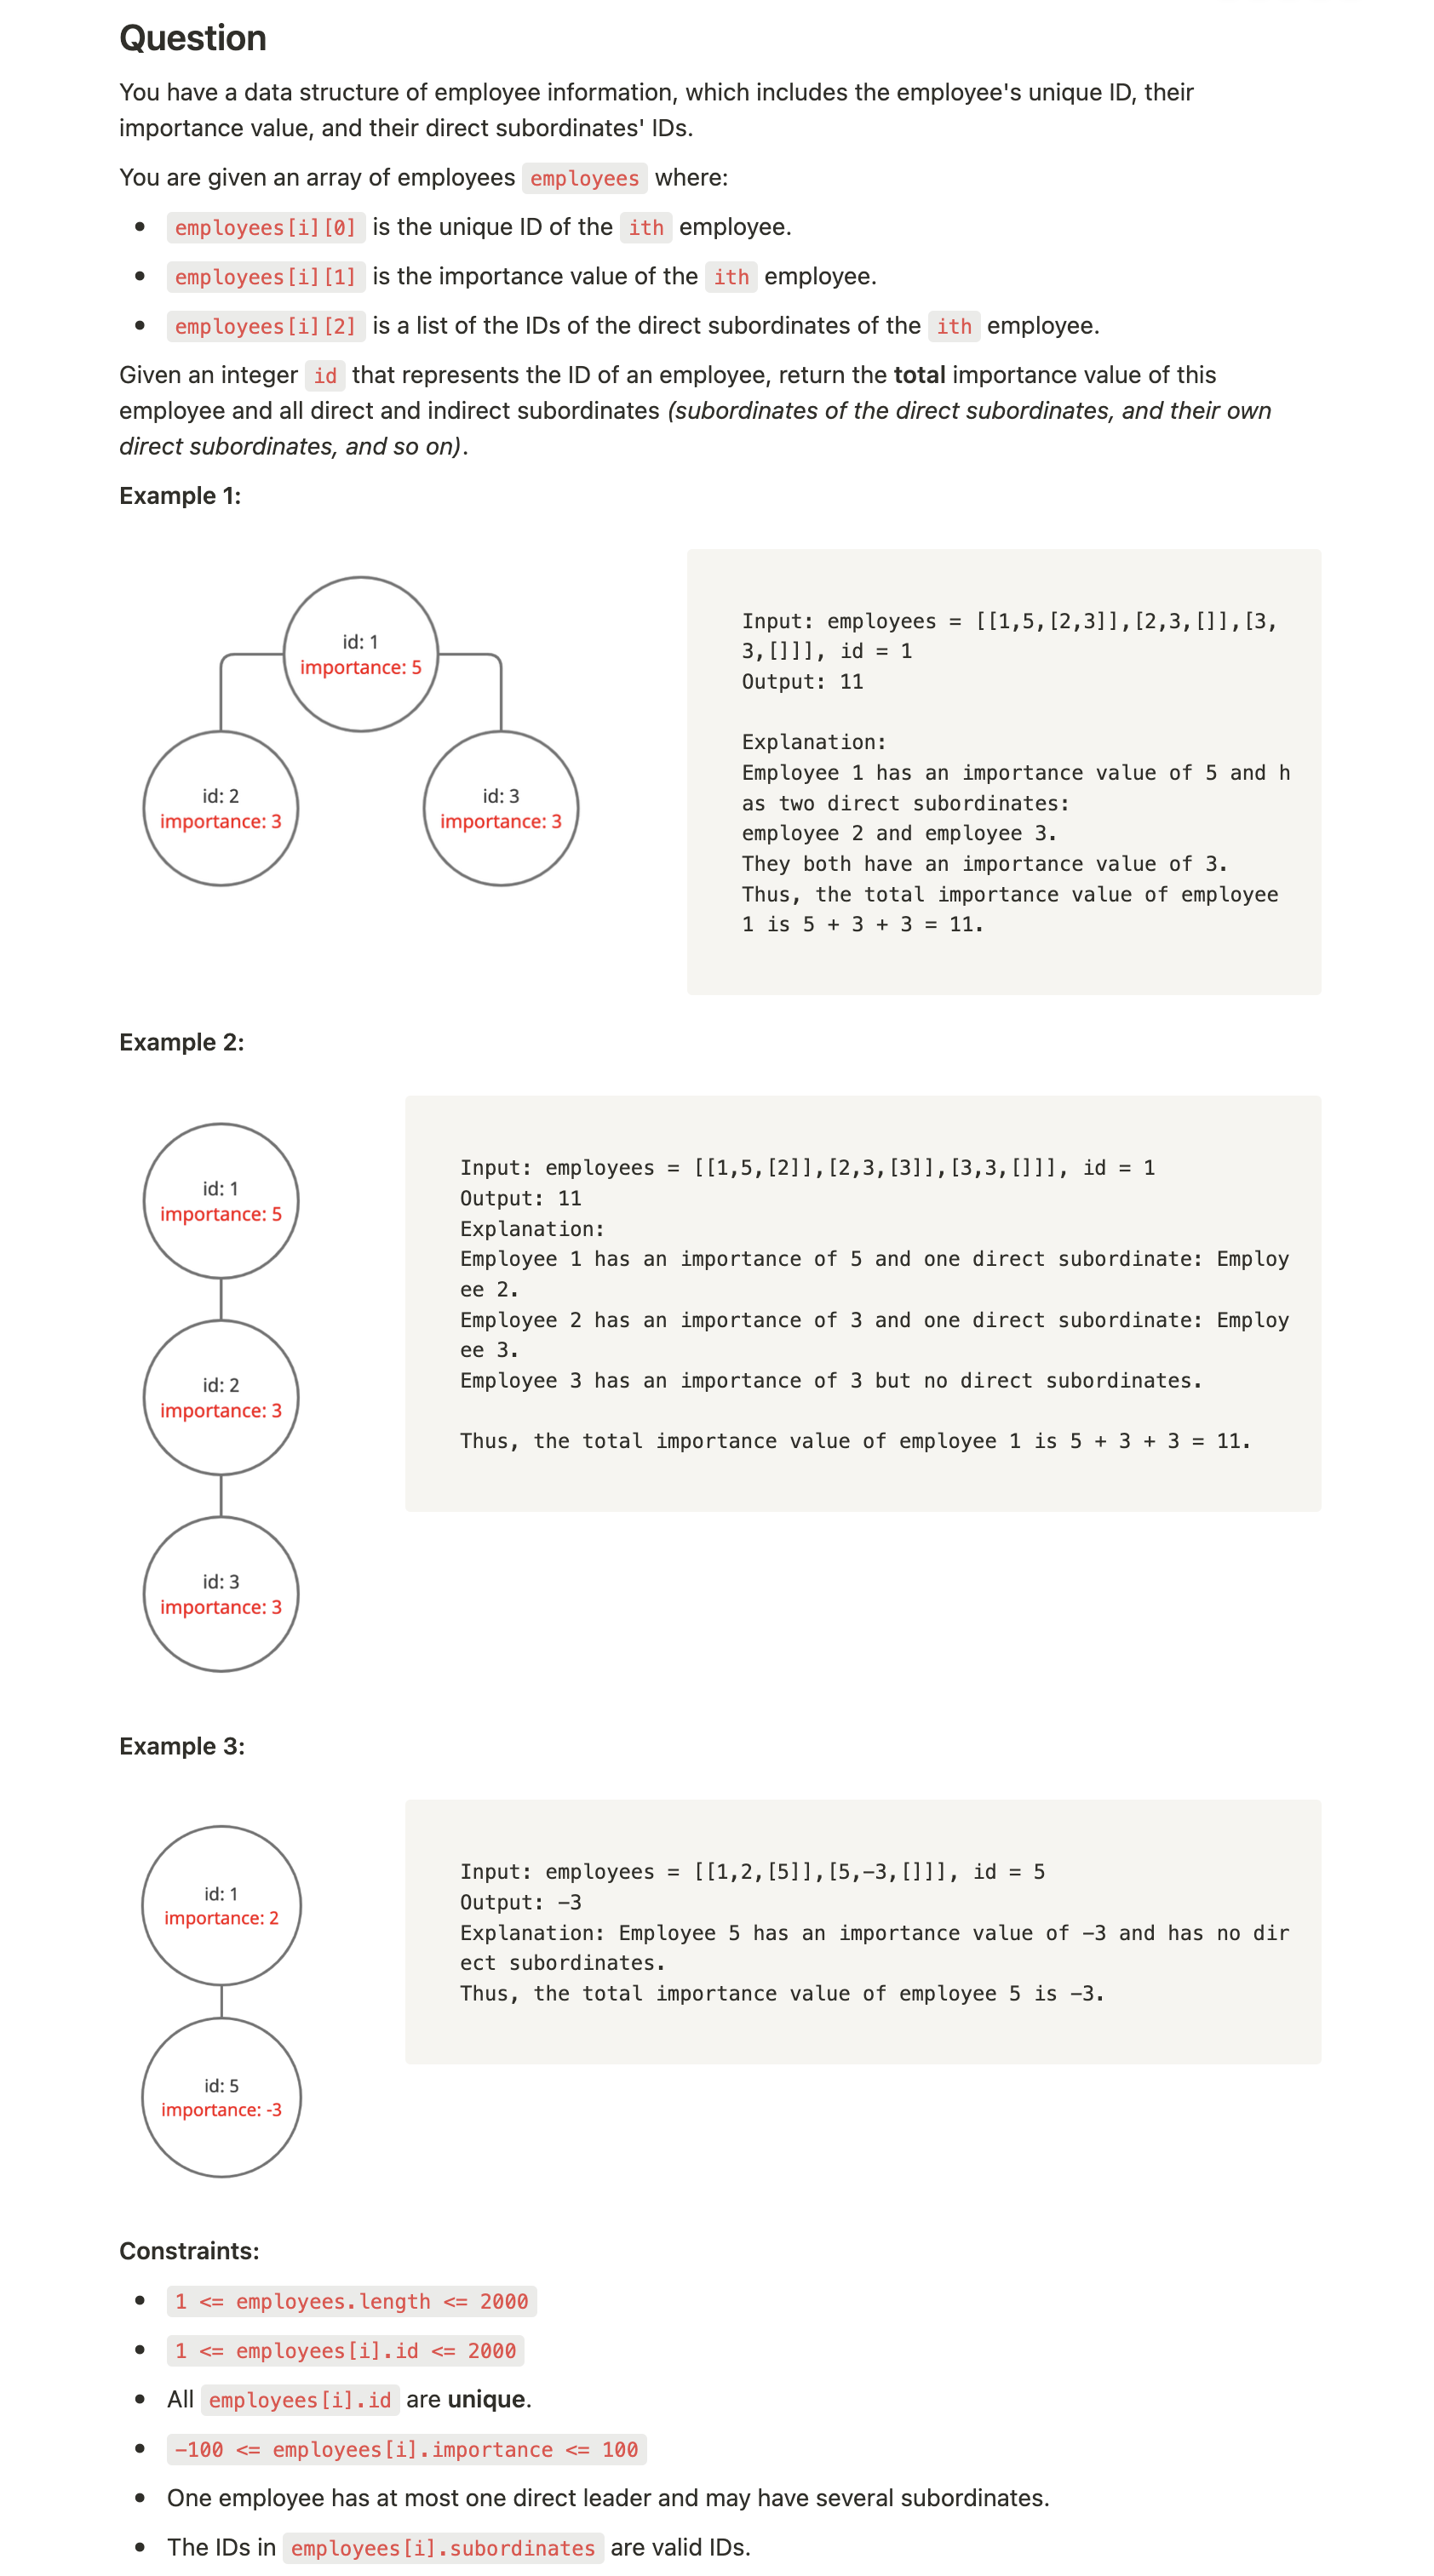 Question
You have a data structure of employee information, which includes the employee's unique ID, their
importance value, and their direct subordinates' IDs.
You are given an array of employees employees where:
• employees[i][0] is the unique ID of the ith employee.
• employees[i][1] is the importance value of the ith employee.
• employees[i][2] is a list of the IDs of the direct subordinates of the ith employee.
Given an integer id that represents the ID of an employee, return the total importance value of this
employee and all direct and indirect subordinates (subordinates of the direct subordinates, and their own
direct subordinates, and so on).
Example 1:
id: 1
importance: 5
id: 2
importance: 3
id: 3
importance: 3
Input: employees = [[1,5,[2,3]],[2,3,[]],[3,
3,[]]], id = 1
Output: 11
Explanation:
Employee 1 has an importance value of 5 and h
as two direct subordinates:
employee 2 and employee 3.
They both have an importance value of 3.
Thus, the total importance value of employee
1 is 5 + 3 + 3 = 11.
Example 2:
id: 1
importance: 5
id: 2
importance: 3
id: 3
importance: 3
Input: employees = [[1,5,[2]],[2,3,[3]],[3,3,[]]], id = 1
Output: 11
Explanation:
Employee 1 has an importance of 5 and one direct subordinate: Employ
ee 2.
Employee 2 has an importance of 3 and one direct subordinate: Employ
ee 3.
Employee 3 has an importance of 3 but no direct subordinates.
Thus, the total importance value of employee 1 is 5 + 3 + 3 = 11.
Example 3:
id: 1
importance: 2
id: 5
importance: -3
Input: employees = [[1,2,[5]],[5,-3,[]]], id = 5
Output: -3
Explanation: Employee 5 has an importance value of -3 and has no dir
ect subordinates.
Thus, the total importance value of employee 5 is -3.
Constraints:
• 1 <= employees.length <= 2000
• 1 <= employees[i].id <= 2000
• All employees[i].id are unique.
• -100 <= employees[i].importance <= 100
• One employee has at most one direct leader and may have several subordinates.
• The IDs in employees[i].subordinates are valid IDs.